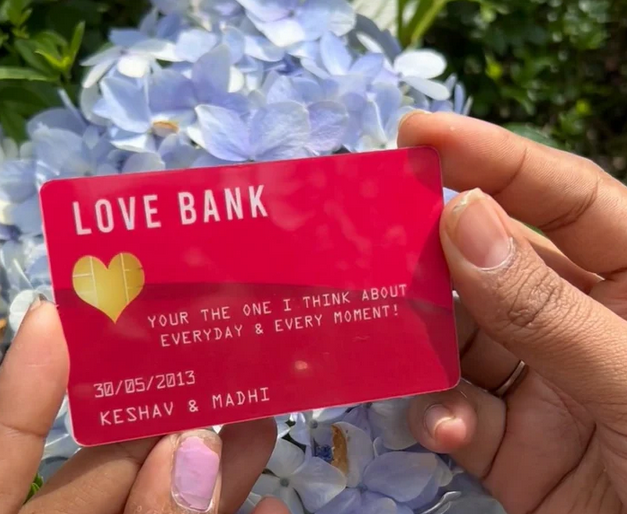 LOVE BANK
YOUR THE ONE I THINK ABOUT
EVERYDAY & EVERY MOMENT!
30/05/2013
KESHAV & MADHI